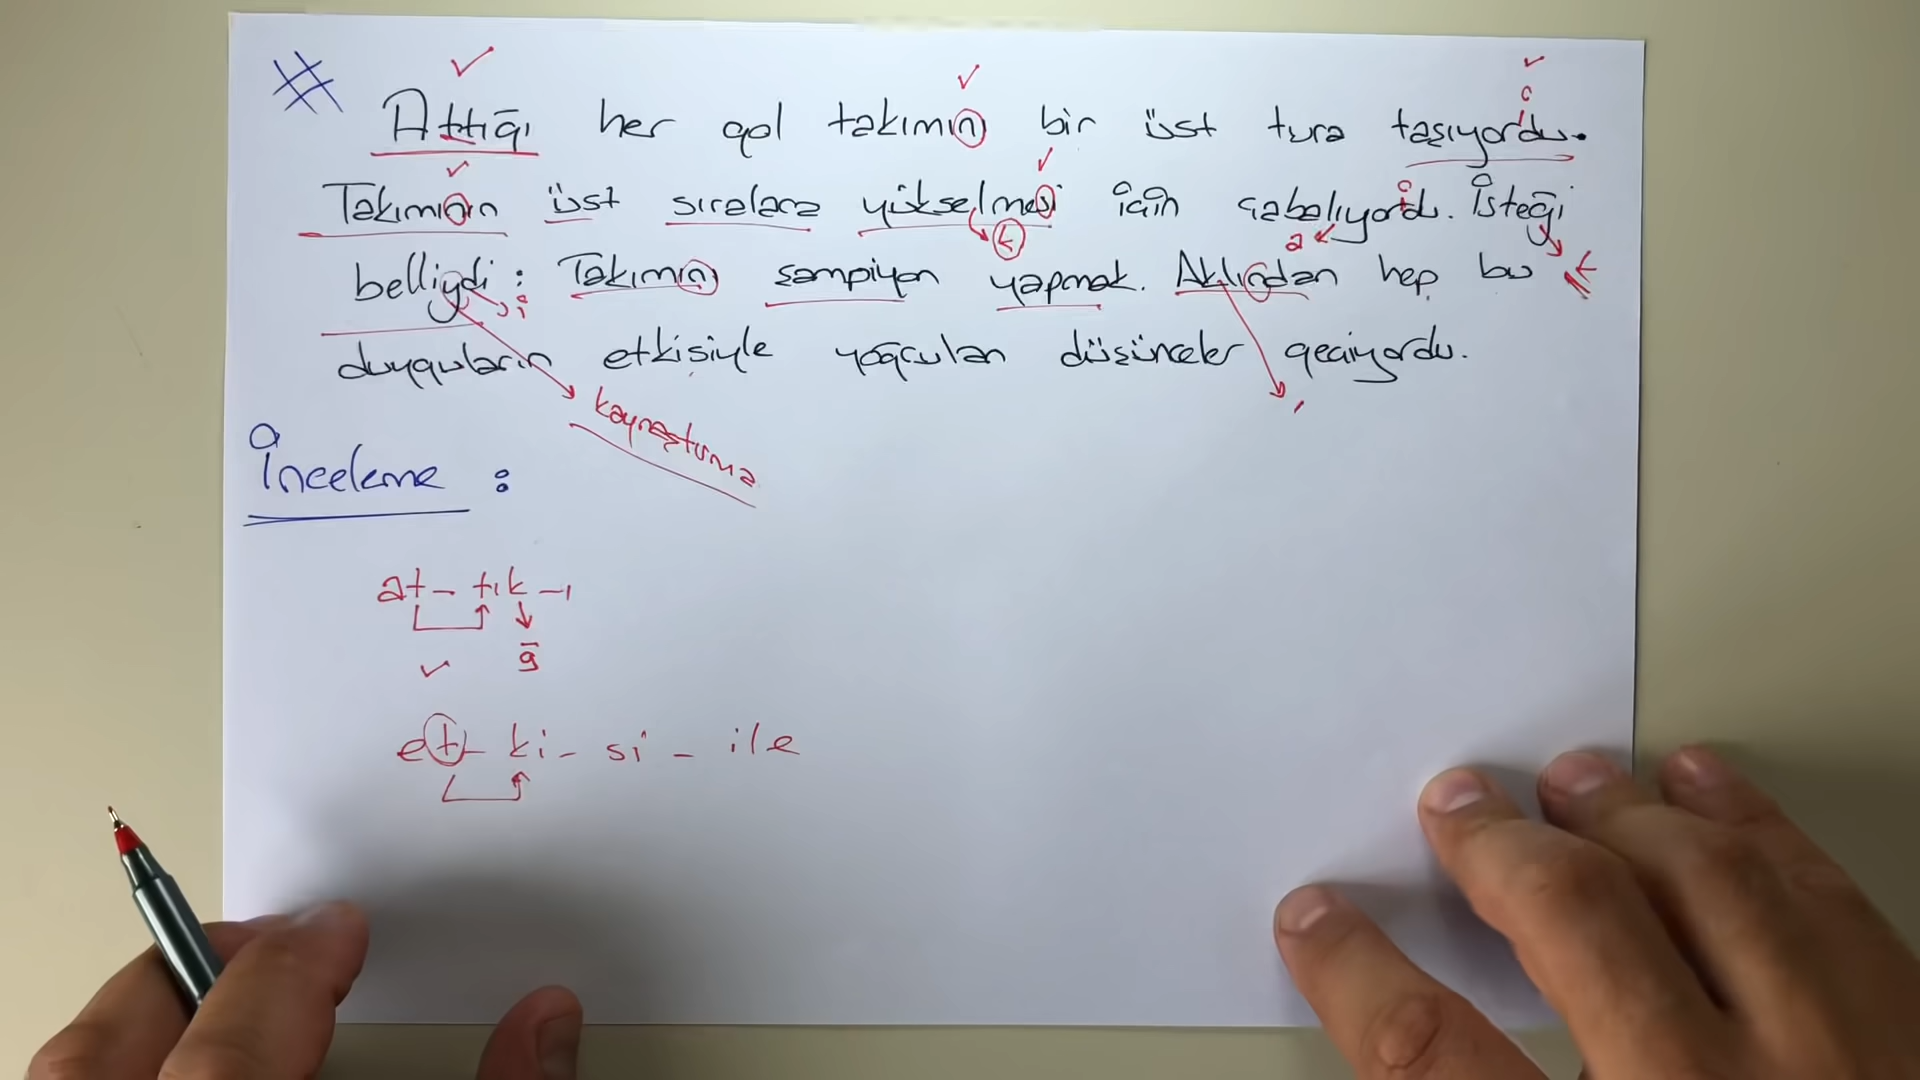 #
Attığı her gol takımını bir üst tura taşıyordu.
Takımının üst sıralara yükselmesi için çabalıyordu. İsteği
belliydi : Takımını şampiyon yapmak. Aklından hep bu
duyguların etkisiyle yoğrulan düşünceler geçiyordu.
k
a
i
kaynaştırma
ı
İnceleme :
at - tık - ı
ğ
et - ki - si - ile